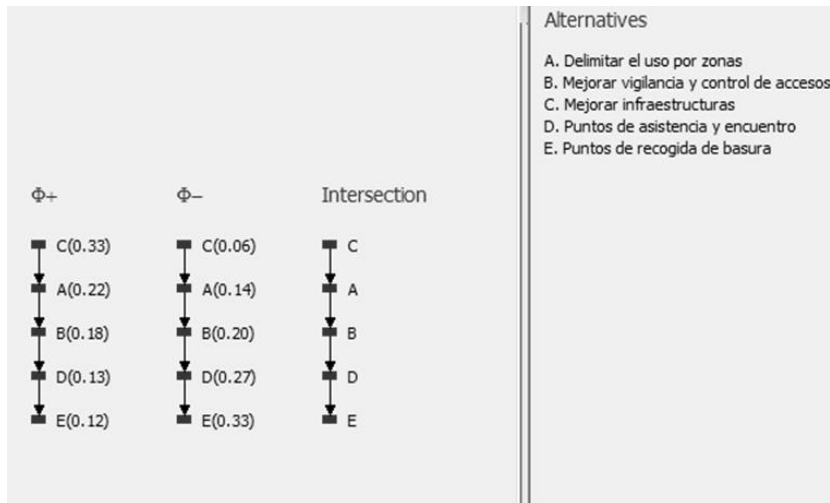 Φ+ Φ− Intersection
C(0.33) C(0.06) C
A(0.22) A(0.14) A
B(0.18) B(0.20) B
D(0.13) D(0.27) D
E(0.12) E(0.33) E
Alternatives
A. Delimitar el uso por zonas
B. Mejorar vigilancia y control de accesos
C. Mejorar infraestructuras
D. Puntos de asistencia y encuentro
E. Puntos de recogida de basura